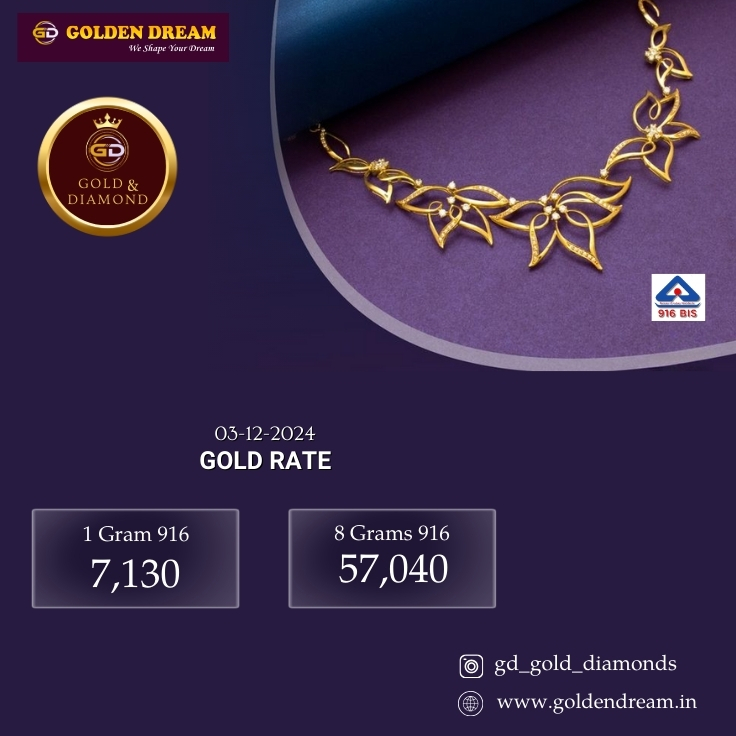 GD GOLDEN DREAM
We Shape Your Dream
GD
GOLD &
DIAMOND
916 BIS
03-12-2024
GOLD RATE
1 Gram 916
7,130
8 Grams 916
57,040
gd_gold_diamonds
www.goldendream.in